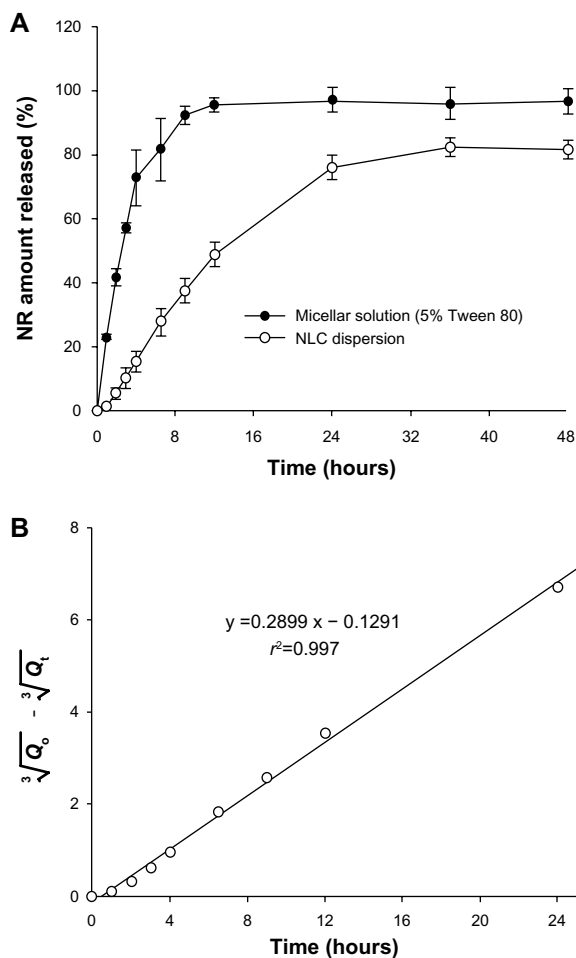 A
120
100
80
60
40
20
0
NR amount released (%)
Micellar solution (5% Tween 80)
NLC dispersion
0 8 16 24 32 40 48
Time (hours)
B
8
6
4
2
0
∛Qo - ∛Qt
y =0.2899 x − 0.1291
r²=0.997
0 4 8 12 16 20 24
Time (hours)